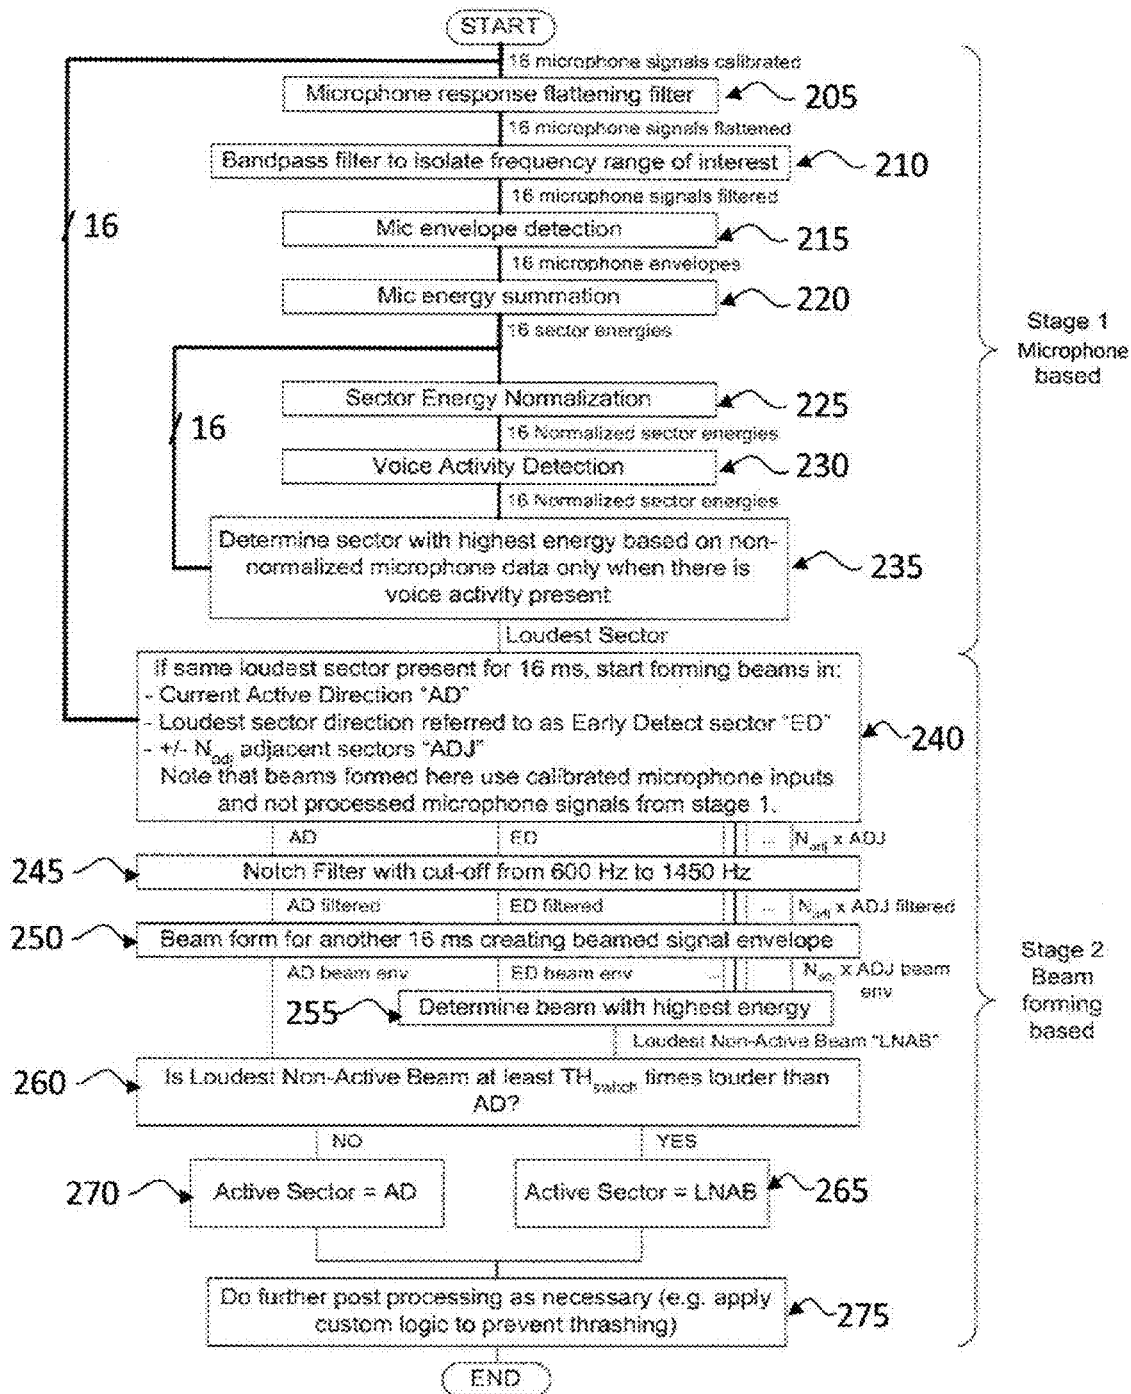 START
16 microphone signals calibrated
Microphone response flattening filter
205
16 microphone signals flattened
Bandpass filter to isolate frequency range of interest
210
16 microphone signals filtered
16
Mic envelope detection
215
16 microphone envelopes
Mic energy summation
220
16 sector energies
Stage 1
Microphone
based
Sector Energy Normalization
225
16
16 Normalized sector energies
Voice Activity Detection
230
16 Normalized sector energies
Determine sector with highest energy based on non-
normalized microphone data only when there is
voice activity present
235
Loudest Sector
If same loudest sector present for 16 ms, start forming beams in:
- Current Active Direction "AD"
- Loudest sector direction referred to as Early Detect sector "ED"
- +/- Nadj adjacent sectors "ADJ"
Note that beams formed here use calibrated microphone inputs
and not processed microphone signals from stage 1.
240
AD
ED
...
Nadj x ADJ
245
Notch Filter with cut-off from 600 Hz to 1450 Hz
AD filtered
ED filtered
...
Nadj x ADJ filtered
250
Beam form for another 16 ms creating beamed signal envelope
AD beam env
ED beam env
...
Nadj x ADJ beam
env
Stage 2
Beam
forming
based
255
Determine beam with highest energy
Loudest Non-Active Beam "LNAB"
260
Is Loudest Non-Active Beam at least THswitch times louder than
AD?
NO
YES
270
Active Sector = AD
Active Sector = LNAB
265
Do further post processing as necessary (e.g. apply
custom logic to prevent thrashing)
275
END